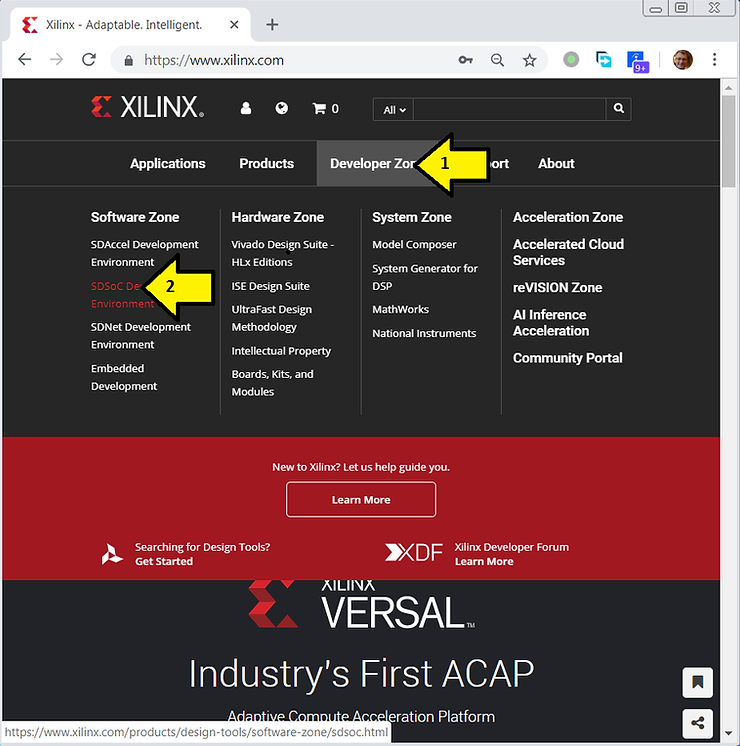 Xilinx - Adaptable. Intelligent.
https://www.xilinx.com
9+
XILINX®
0
All
Applications
Products
Developer Zon
1
ort
About
Software Zone
SDAccel Development
Environment
SDSoC De
Environment
2
SDNet Development
Environment
Embedded
Development
Hardware Zone
Vivado Design Suite -
HLx Editions
ISE Design Suite
UltraFast Design
Methodology
Intellectual Property
Boards, Kits, and
Modules
System Zone
Model Composer
System Generator for
DSP
MathWorks
National Instruments
Acceleration Zone
Accelerated Cloud
Services
reVISION Zone
AI Inference
Acceleration
Community Portal
New to Xilinx? Let us help guide you.
Learn More
Searching for Design Tools?
Get Started
XDF
Xilinx Developer Forum
Learn More
XILINX
VERSAL™
Industry's First ACAP
Adaptive Compute Acceleration Platform
https://www.xilinx.com/products/design-tools/software-zone/sdsoc.html